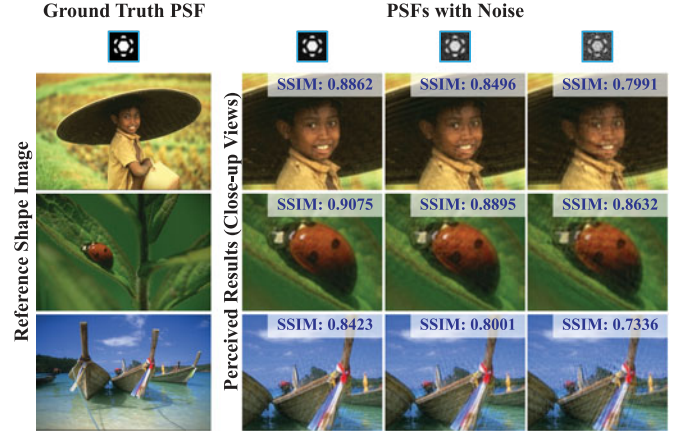 Ground Truth PSF
PSFs with Noise
Reference Shape Image
Perceived Results (Close-up Views)
SSIM: 0.8862
SSIM: 0.8496
SSIM: 0.7991
SSIM: 0.9075
SSIM: 0.8895
SSIM: 0.8632
SSIM: 0.8423
SSIM: 0.8001
SSIM: 0.7336